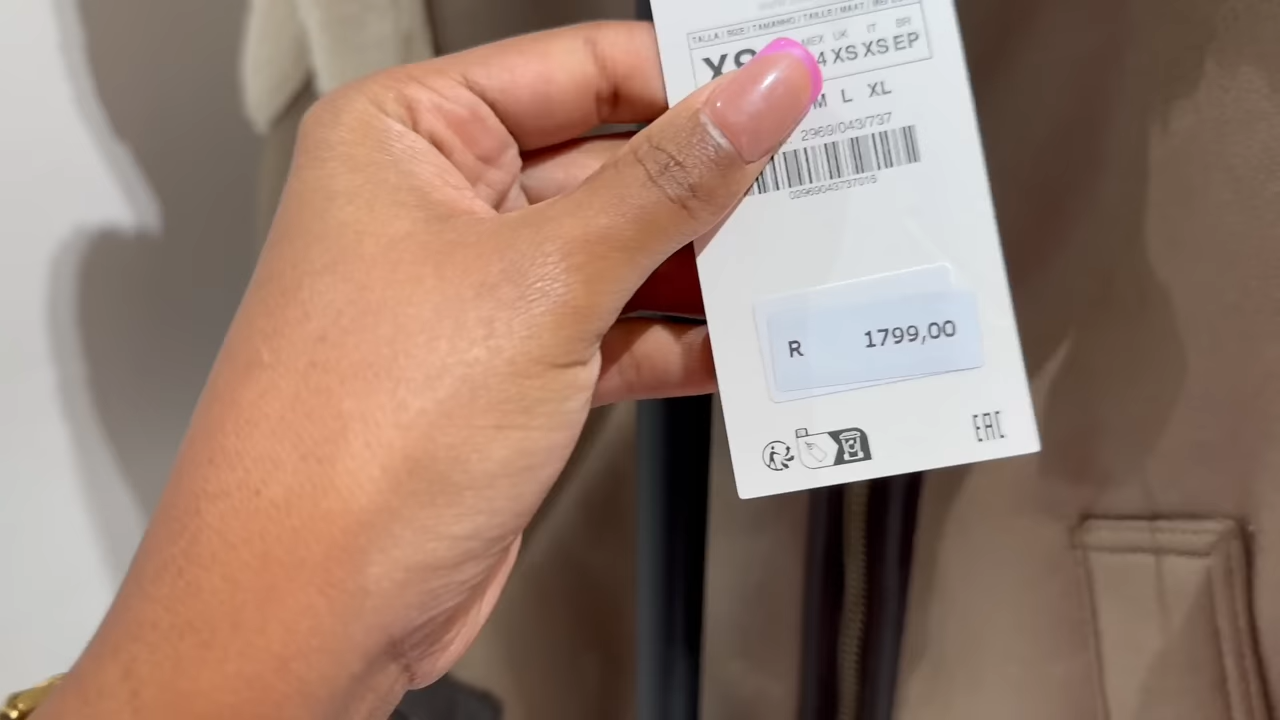 TALLA / SIZE / TAMANHO / TAILLE / MAAT
MEX UK IT BR
XS 4 XS XS EP
M L XL
2969/043/737
02969043737016
R 1799,00
EAC